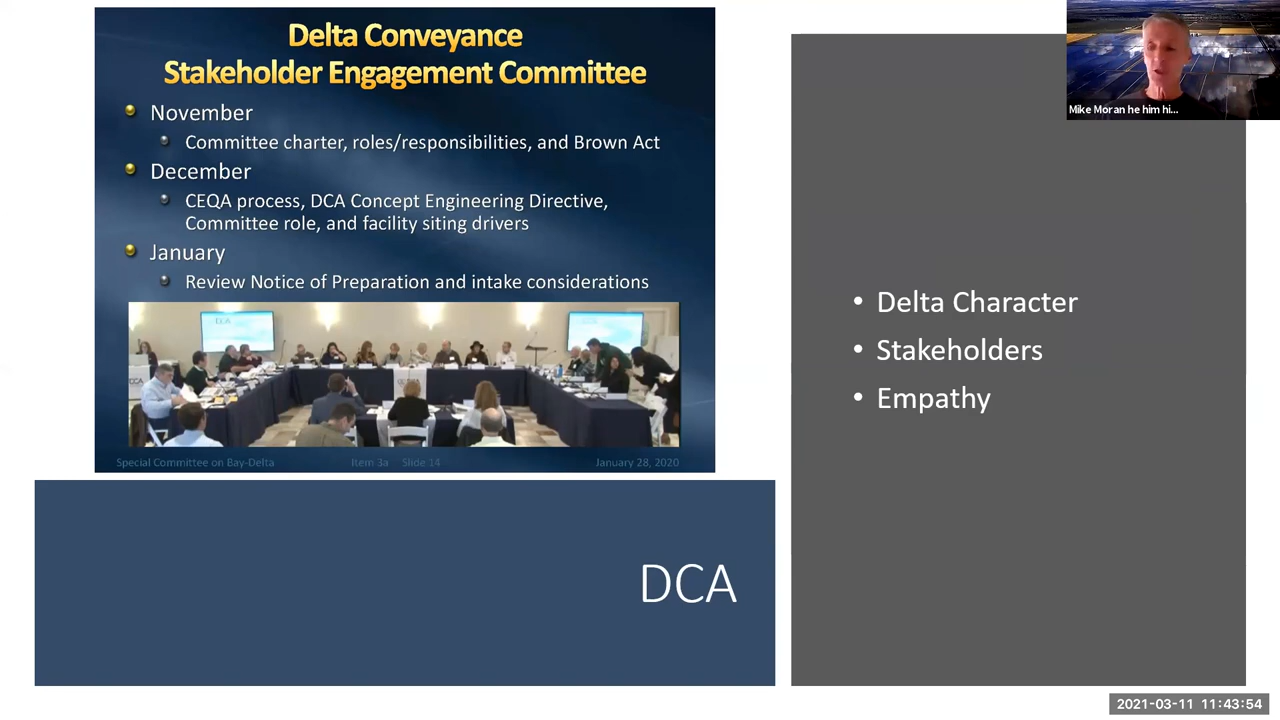 Delta Conveyance
Stakeholder Engagement Committee
November
Committee charter, roles/responsibilities, and Brown Act
December
CEQA process, DCA Concept Engineering Directive,
Committee role, and facility siting drivers
January
Review Notice of Preparation and intake considerations
Special Committee on Bay-Delta
Item 3a
Slide 14
January 28, 2020
DCA
• Delta Character
• Stakeholders
• Empathy
Mike Moran he him hi...
2021-03-11 11:43:54